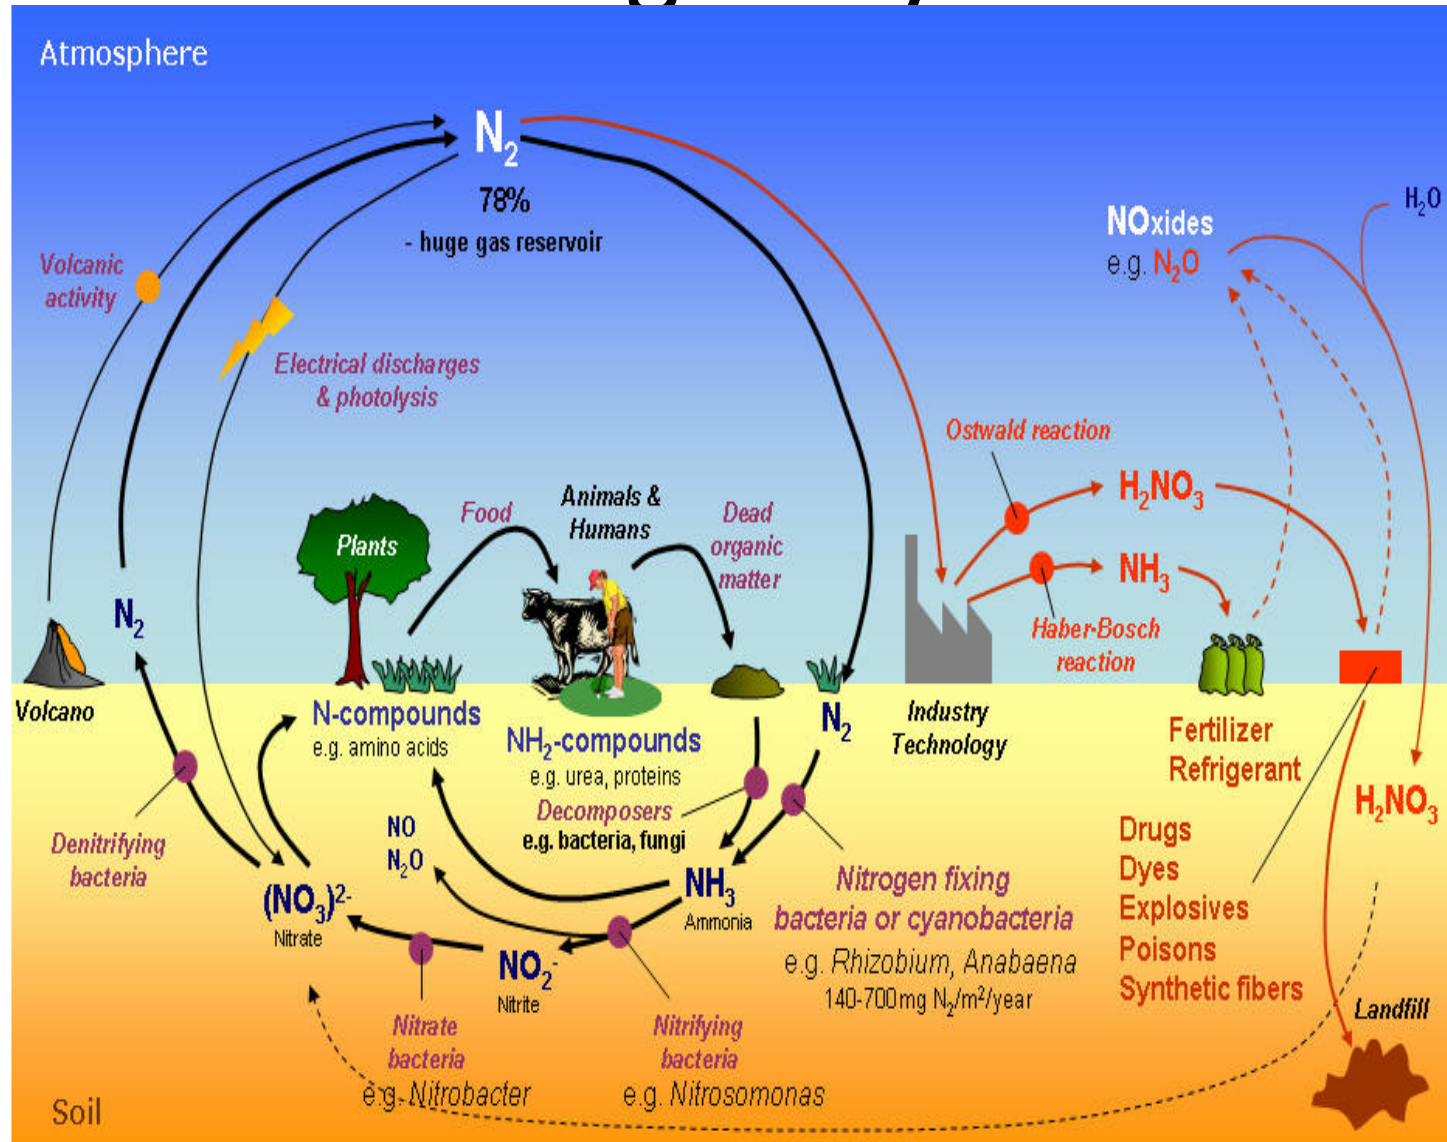 Atmosphere
N₂
78%
- huge gas reservoir
H₂O
NOxides
e.g. N₂O
Volcanic
activity
Electrical discharges
& photolysis
Ostwald reaction
H₂NO₃
NH₃
Haber-Bosch
reaction
Food
Animals &
Humans
Dead
organic
matter
Plants
N₂
Volcano
N-compounds
e.g. amino acids
NH₂-compounds
e.g. urea, proteins
Decomposers
e.g. bacteria, fungi
N₂
Industry
Technology
Fertilizer
Refrigerant
H₂NO₃
Drugs
Dyes
Explosives
Poisons
Synthetic fibers
Landfill
NO
N₂O
Denitrifying
bacteria
(NO₃)²⁻
Nitrate
NH₃
Ammonia
Nitrogen fixing
bacteria or cyanobacteria
e.g. Rhizobium, Anabaena
140-700mg N₂/m²/year
NO₂⁻
Nitrite
Nitrate
bacteria
e.g. Nitrobacter
Nitrifying
bacteria
e.g. Nitrosomonas
Soil